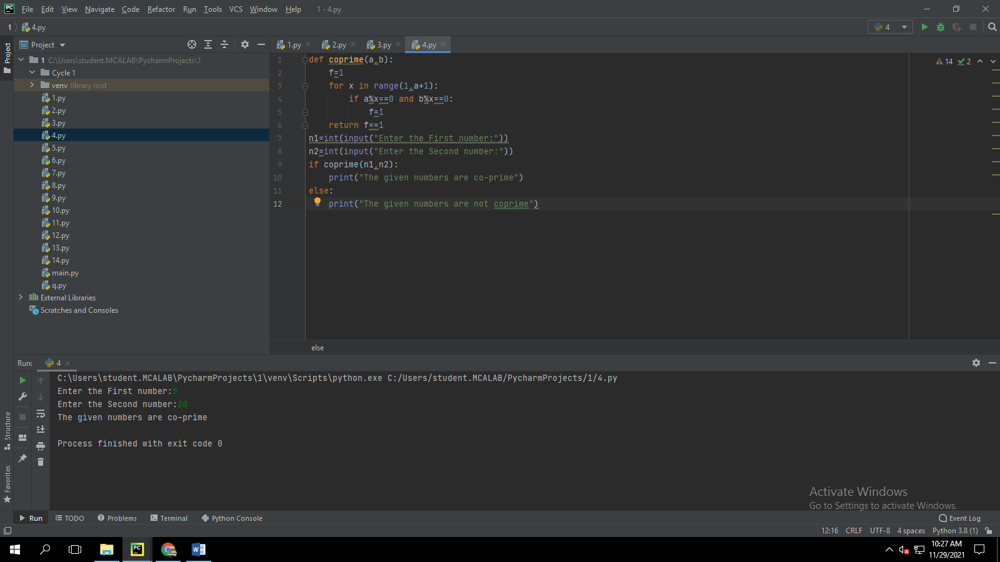 File Edit View Navigate Code Refactor Run Tools VCS Window Help 1 - 4.py
1 4.py 4
Project 1.py 2.py 3.py 4.py
1 C:\Users\student.MCALAB\PycharmProjects\1
Cycle 1
venv library root
1.py
2.py
3.py
4.py
5.py
6.py
7.py
8.py
9.py
10.py
11.py
12.py
13.py
14.py
main.py
q.py
External Libraries
Scratches and Consoles
Project
Structure
Favorites
14 2
1 def coprime(a,b):
2     f=1
3     for x in range(1,a+1):
4         if a%x==0 and b%x==0:
5             f=1
6     return f==1
7 n1=int(input("Enter the First number:"))
8 n2=int(input("Enter the Second number:"))
9 if coprime(n1,n2):
10     print("The given numbers are co-prime")
11 else:
12     print("The given numbers are not coprime")
else
Run: 4
C:\Users\student.MCALAB\PycharmProjects\1\venv\Scripts\python.exe C:/Users/student.MCALAB/PycharmProjects/1/4.py
Enter the First number:5
Enter the Second number:10
The given numbers are co-prime
Process finished with exit code 0
Activate Windows
Go to Settings to activate Windows.
Run TODO Problems Terminal Python Console Event Log
12:16 CRLF UTF-8 4 spaces Python 3.8 (1)
10:27 AM
11/29/2021